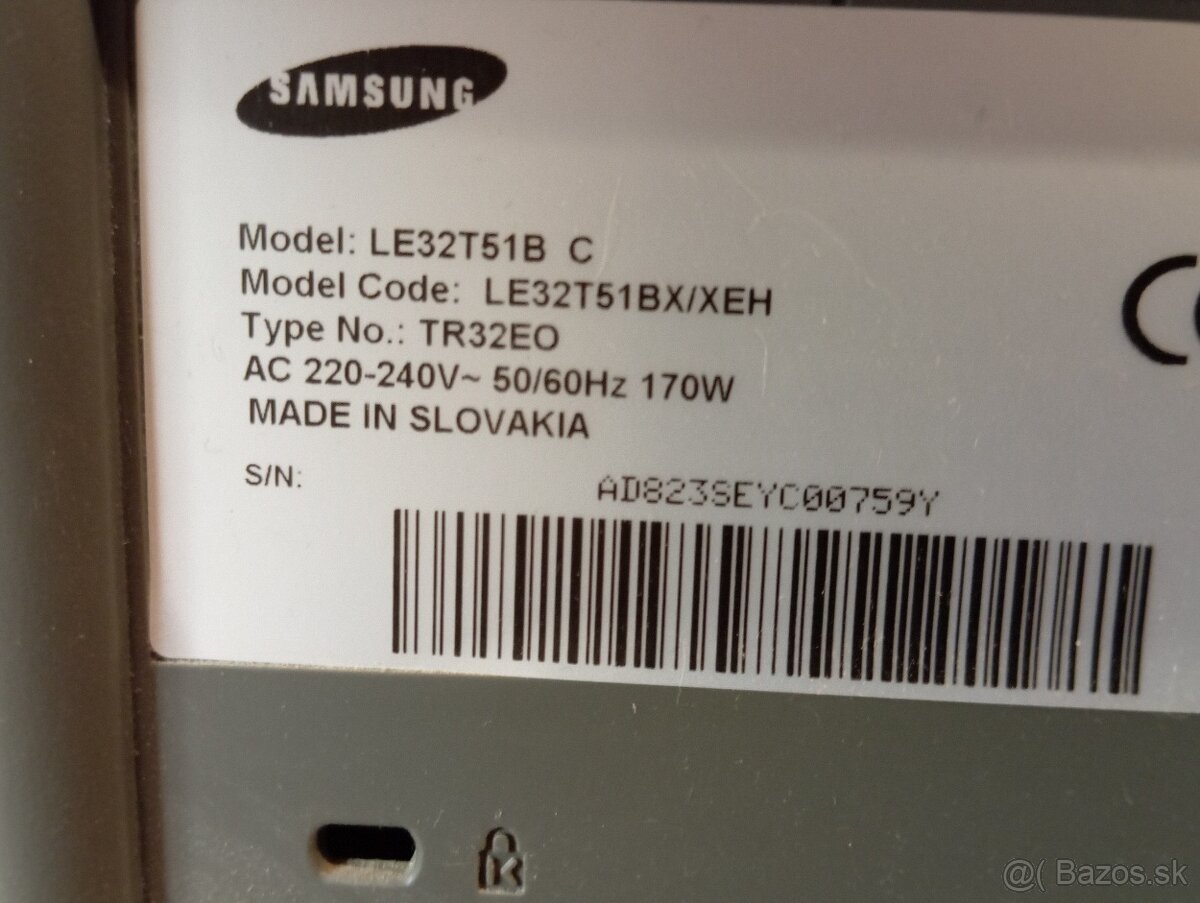 SAMSUNG
Model: LE32T51B C
Model Code: LE32T51BX/XEH
Type No.: TR32EO
AC 220-240V~ 50/60Hz 170W
MADE IN SLOVAKIA
S/N: AD823SEYC00759Y
@( Bazos.sk